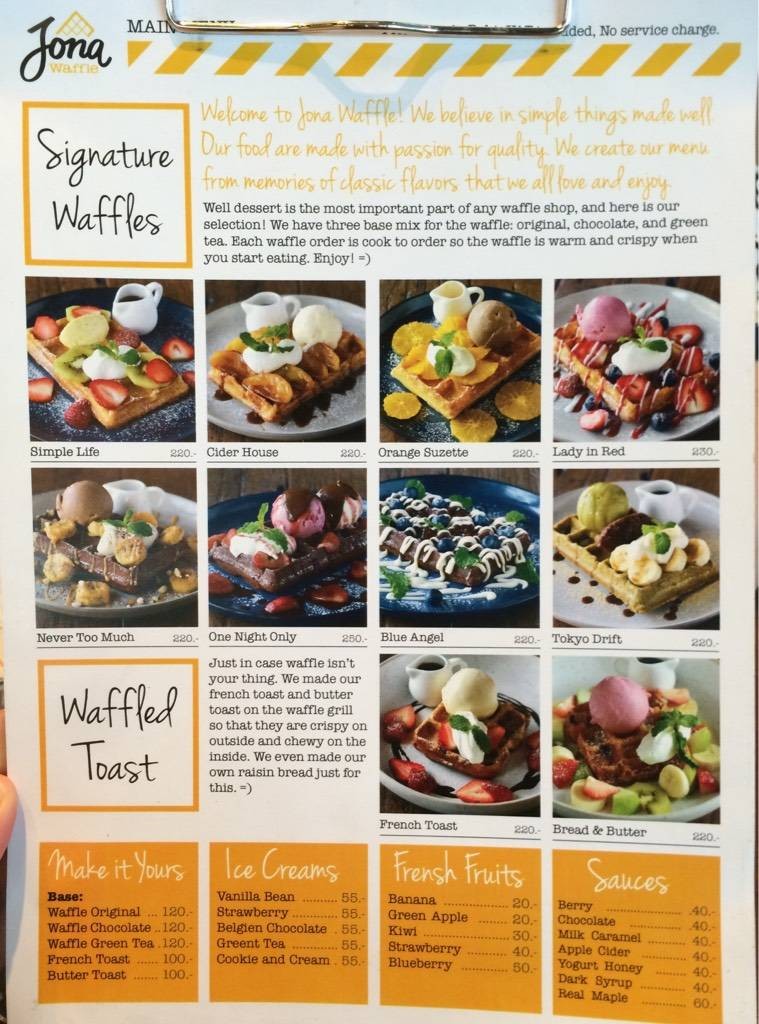 Jona
Waffle
MAIN
No service charge.
Signature
Waffles
Welcome to Jona Waffle! We believe in simple things made well.
Our food are made with passion for quality. We create our menu
from memories of classic flavors that we all love and enjoy.
Well dessert is the most important part of any waffle shop, and here is our
selection! We have three base mix for the waffle: original, chocolate, and green
tea. Each waffle order is cook to order so the waffle is warm and crispy when
you start eating. Enjoy! =)
Simple Life 220.-
Cider House 220.-
Orange Suzette 220.-
Lady in Red 230.-
Never Too Much 220.-
One Night Only 250.-
Blue Angel 220.-
Tokyo Drift 220.-
Waffled
Toast
Just in case waffle isn't
your thing. We made our
french toast and butter
toast on the waffle grill
so that they are crispy on
outside and chewy on the
inside. We even made our
own raisin bread just for
this. =)
French Toast 220.-
Bread & Butter 220.-
Make it Yours
Base:
Waffle Original ... 120.-
Waffle Chocolate .. 120.-
Waffle Green Tea . 120.-
French Toast ...... 100.-
Butter Toast ...... 100.-
Ice Creams
Vanilla Bean ......... 55.-
Strawberry ........... 55.-
Belgien Chocolate . 55.-
Greent Tea ........... 55.-
Cookie and Cream . 55.-
Frensh Fruits
Banana ........................ 20.-
Green Apple ................ 20.-
Kiwi ............................. 30.-
Strawberry .................. 40.-
Blueberry .................... 50.-
Sauces
Berry ........................ 40.-
Chocolate ................. 40.-
Milk Caramel ............ 40.-
Apple Cider .............. 40.-
Yogurt Honey ........... 40.-
Dark Syrup ............... 40.-
Real Maple ............... 60.-